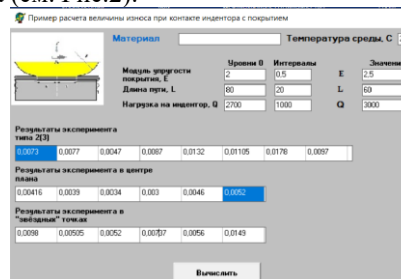 (см. Рис.2).
Пример расчета величины износа при контакте индентора с покрытием
Материал Температура среды, С
Уровни 0 Интервалы Значени
Модуль упругости покрытия, E 2 0,5 E 2,5
Длина пути, L 80 20 L 60
Нагрузка на индентор, Q 2700 1000 Q 3000
Результаты эксперимента
типа 2(3)
0,0073 0,0077 0,0047 0,0087 0,0132 0,01105 0,0178 0,0097
Результаты эксперимента в центре
плана
0,00416 0,0039 0,0034 0,003 0,0046 0,0052
Результаты эксперимента в
"звёздных" точках
0,0098 0,00505 0,0052 0,00707 0,0056 0,0149
Вычислить